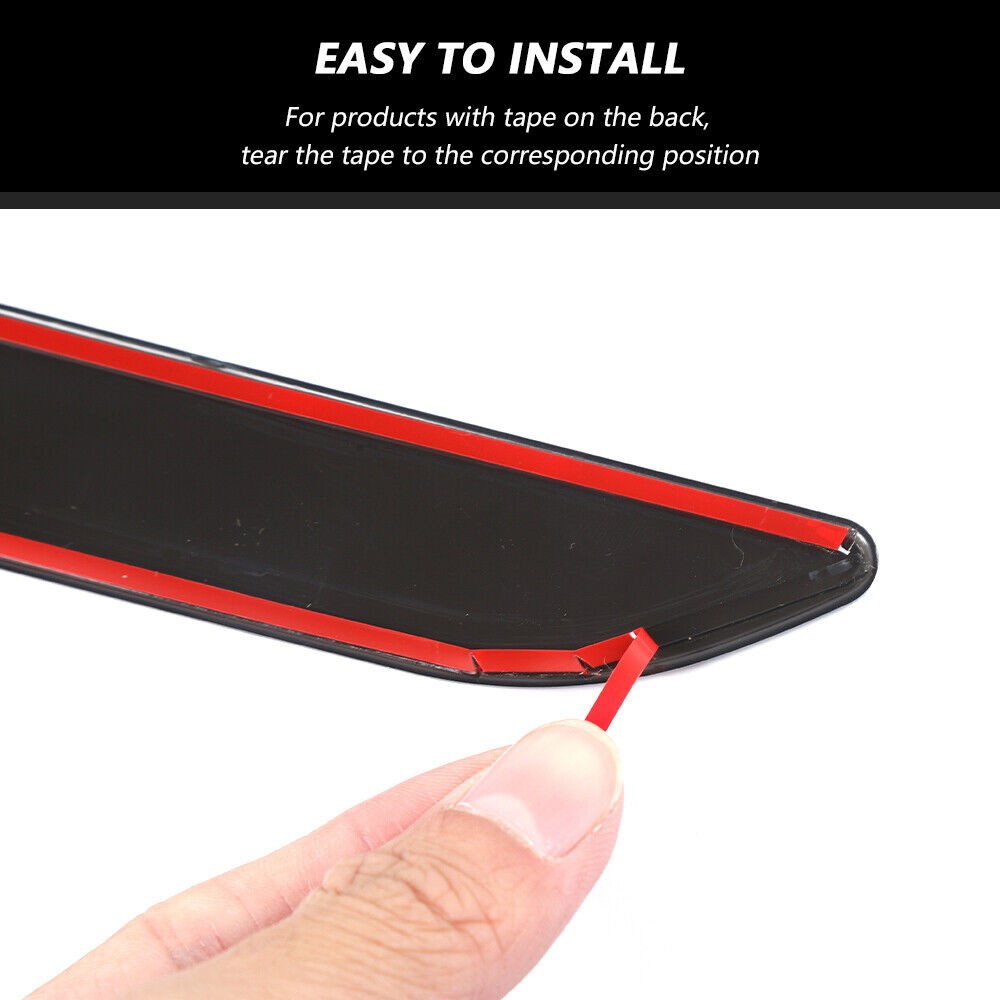 EASY TO INSTALL
For products with tape on the back,
tear the tape to the corresponding position